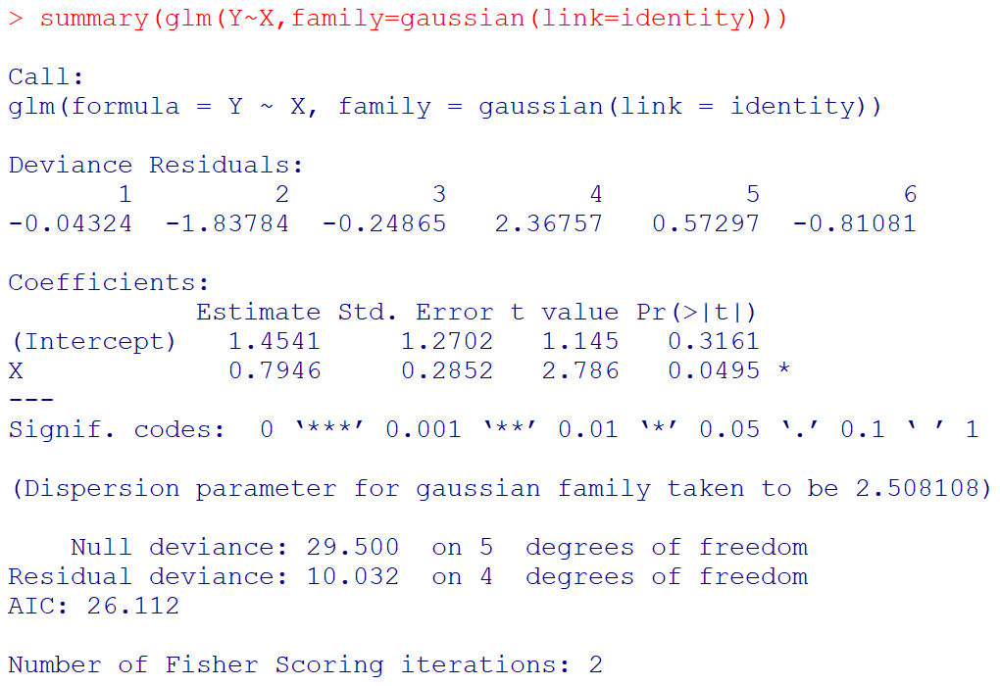 > summary(glm(Y~X,family=gaussian(link=identity)))
Call:
glm(formula = Y ~ X, family = gaussian(link = identity))
Deviance Residuals:
1 2 3 4 5 6
-0.04324 -1.83784 -0.24865 2.36757 0.57297 -0.81081
Coefficients:
Estimate Std. Error t value Pr(>|t|)
(Intercept) 1.4541 1.2702 1.145 0.3161
X 0.7946 0.2852 2.786 0.0495 *
---
Signif. codes: 0 ‘***’ 0.001 ‘**’ 0.01 ‘*’ 0.05 ‘.’ 0.1 ‘ ’ 1
(Dispersion parameter for gaussian family taken to be 2.508108)
Null deviance: 29.500 on 5 degrees of freedom
Residual deviance: 10.032 on 4 degrees of freedom
AIC: 26.112
Number of Fisher Scoring iterations: 2